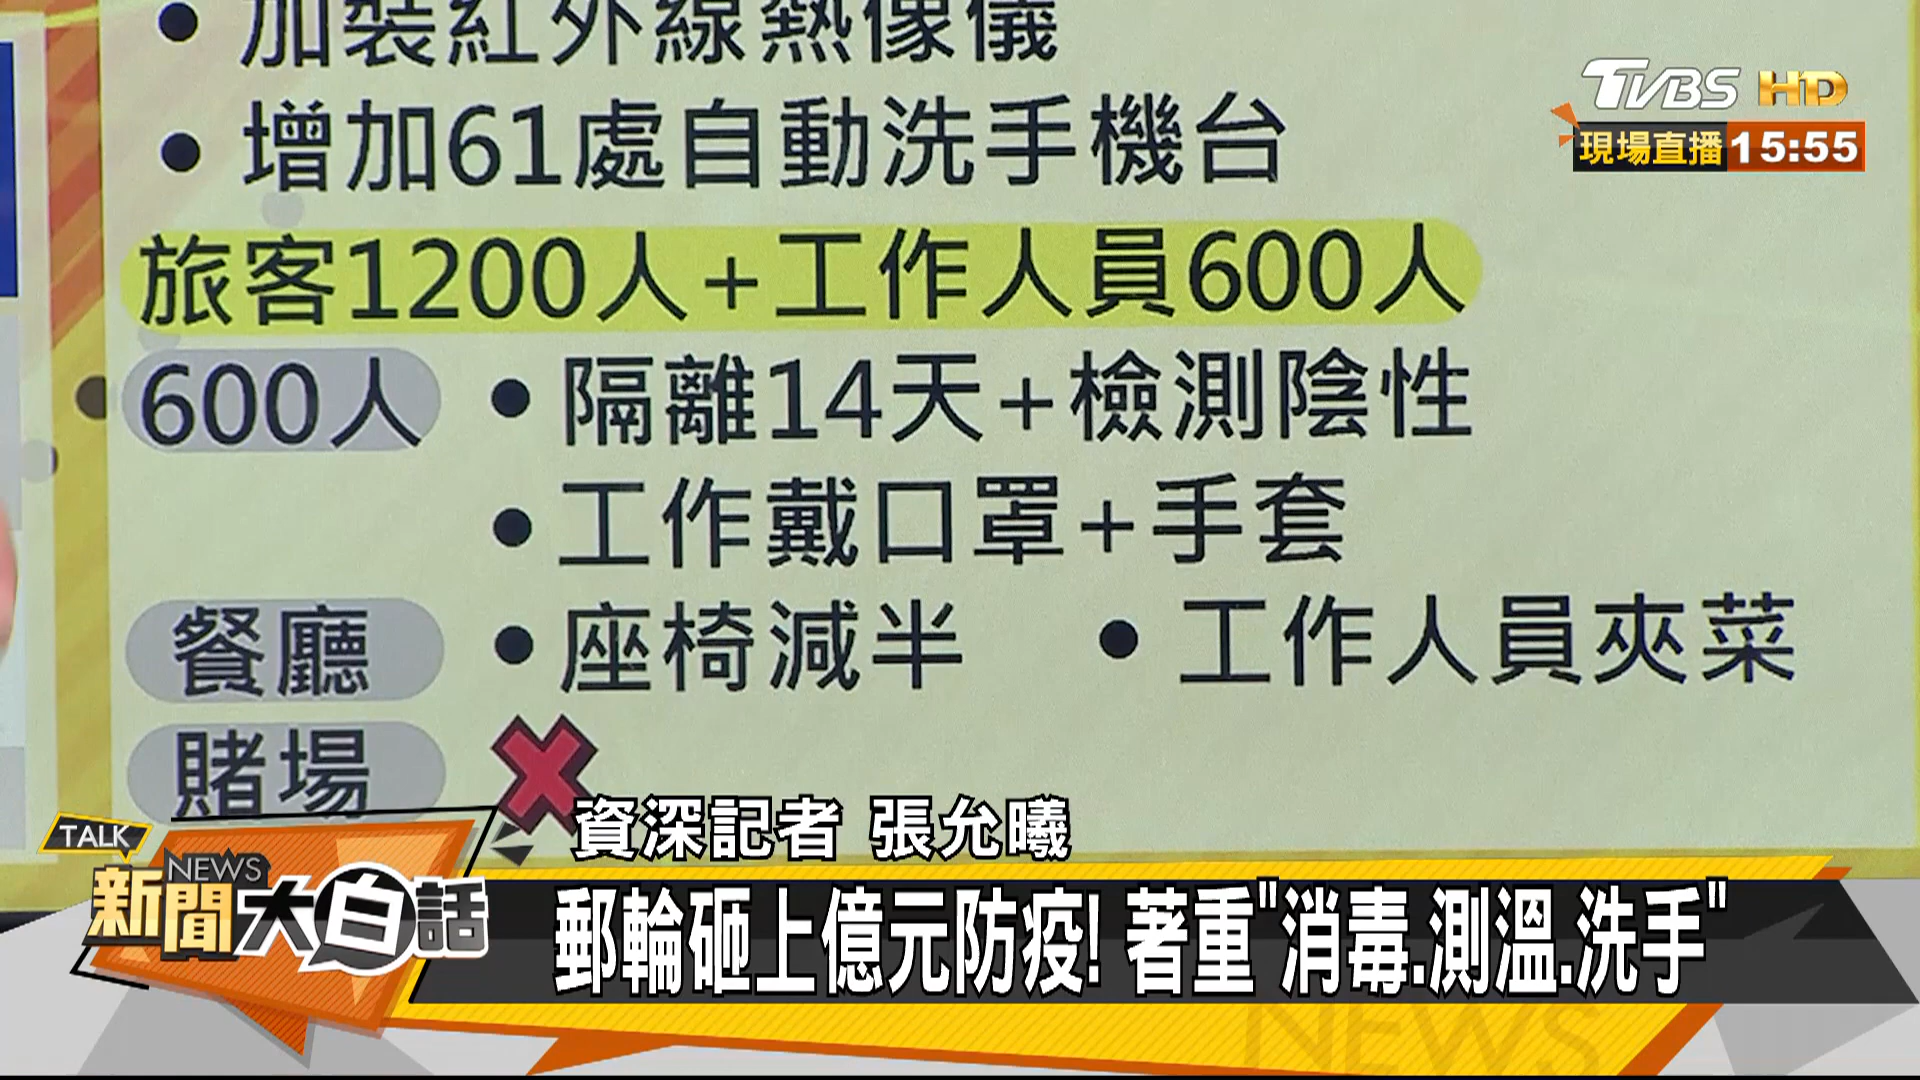 •加裝紅外線熱像儀
•增加61處自動洗手機台
旅客1200人+工作人員600人
600人 •隔離14天+檢測陰性
•工作戴口罩+手套
餐廳 •座椅減半 •工作人員夾菜
賭場
TVBS HD
現場直播 15:55
資深記者 張允曦
TALK
NEWS
新聞大白話
郵輪砸上億元防疫!著重"消毒.測溫.洗手"
NEWS